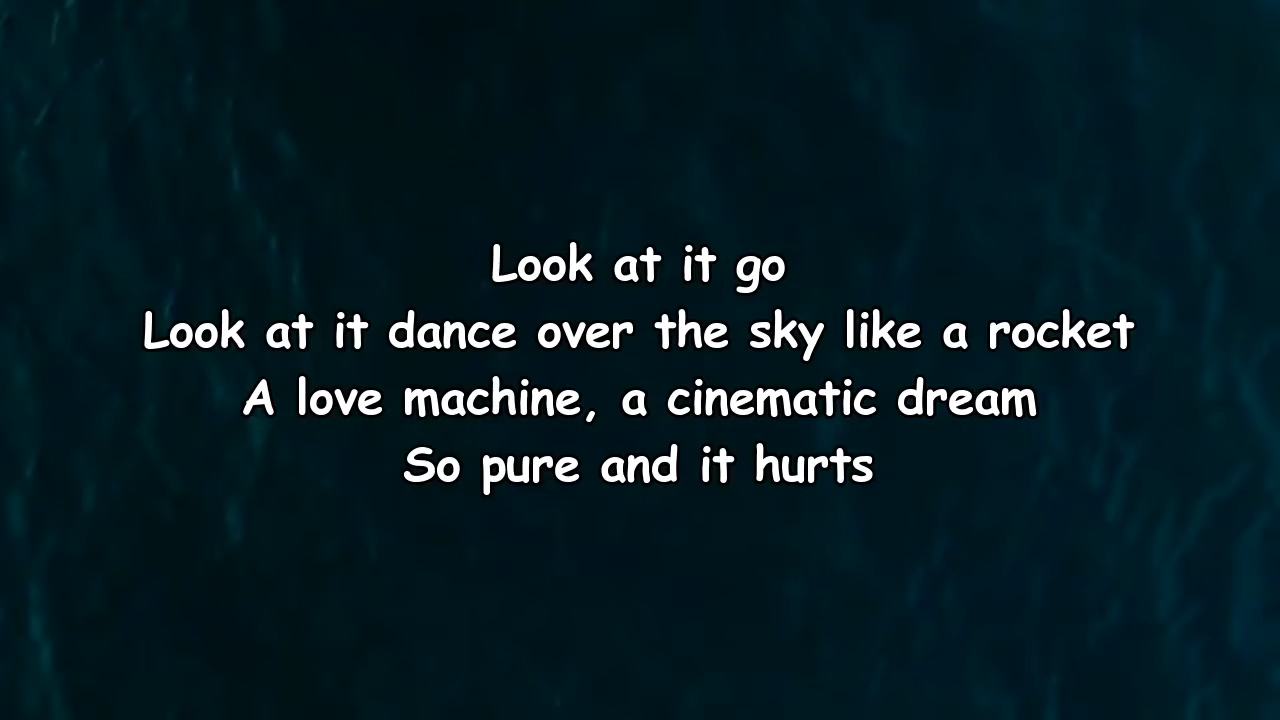 Look at it go
Look at it dance over the sky like a rocket
A love machine, a cinematic dream
So pure and it hurts